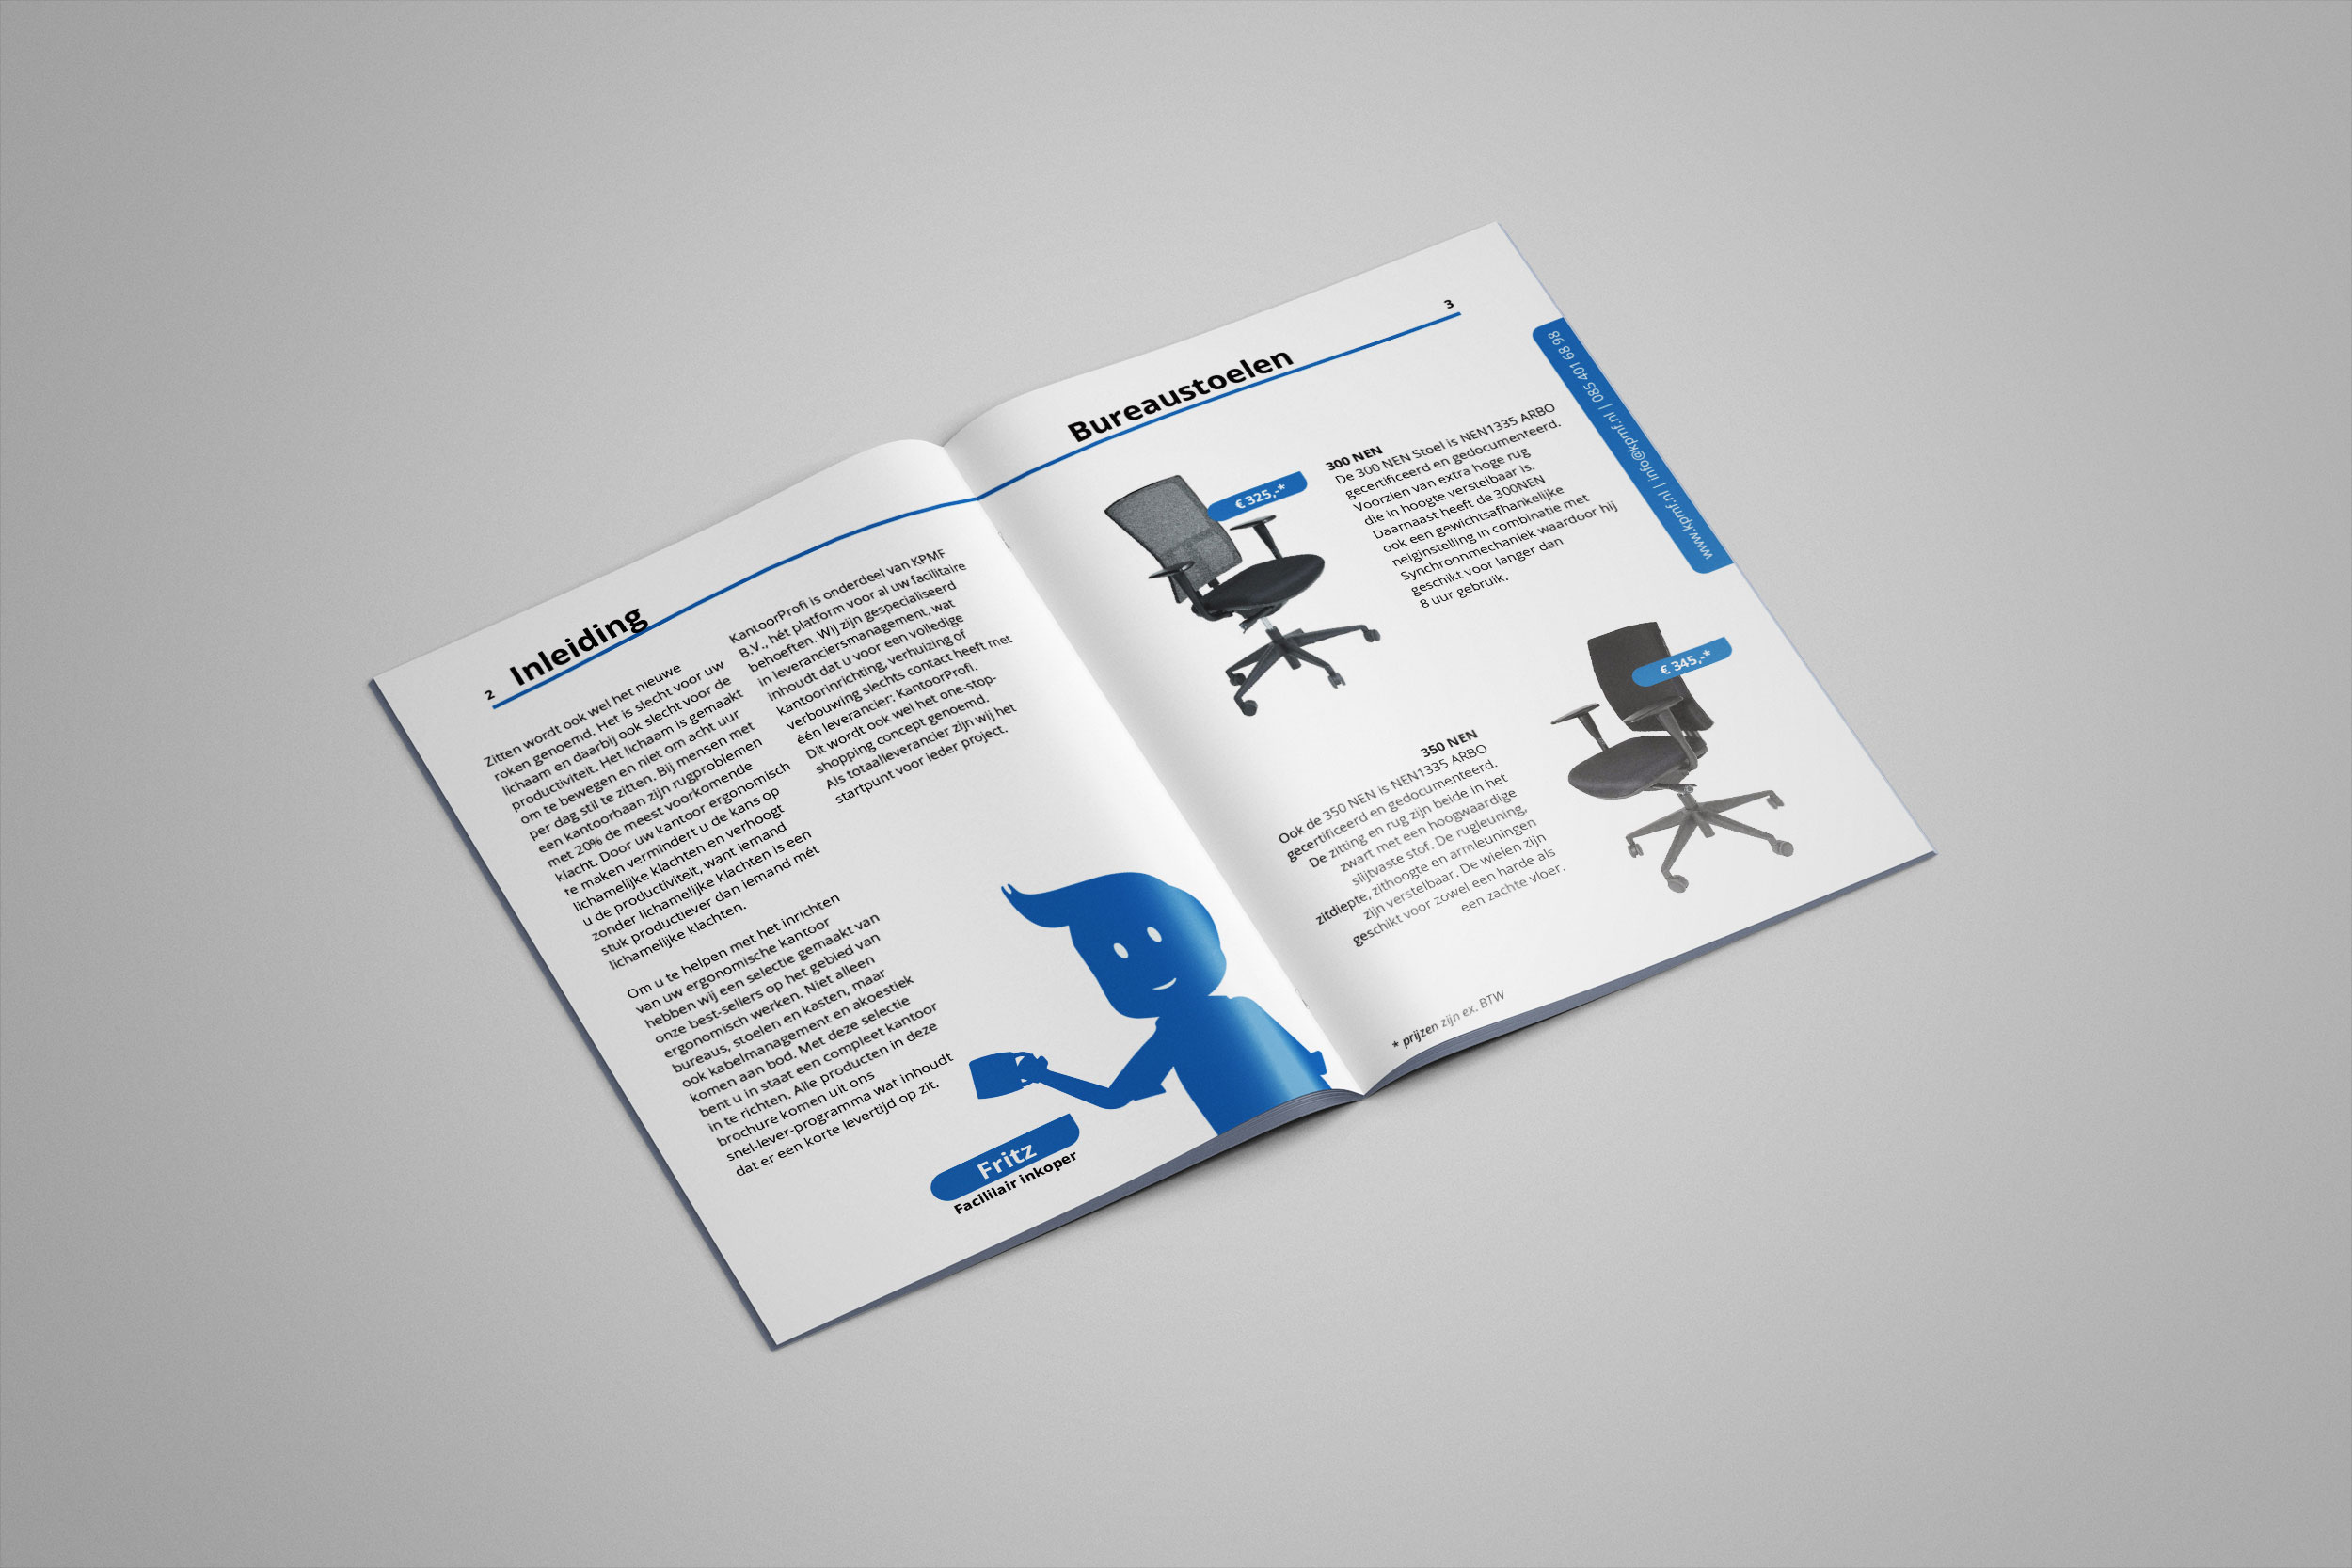 2
Inleiding
Zitten wordt ook wel het nieuwe
roken genoemd. Het is slecht voor uw
lichaam en daarbij ook slecht voor de
productiviteit. Het lichaam is gemaakt
om te bewegen en niet om acht uur
per dag stil te zitten. Bij mensen met
een kantoorbaan zijn rugproblemen
met 20% de meest voorkomende
klacht. Door uw kantoor ergonomisch
te maken vermindert u de kans op
lichamelijke klachten en verhoogt
u de productiviteit, want iemand
zonder lichamelijke klachten is een
stuk productiever dan iemand mét
lichamelijke klachten.
Om u te helpen met het inrichten
van uw ergonomische kantoor
hebben wij een selectie gemaakt van
onze best-sellers op het gebied van
ergonomisch werken. Niet alleen
bureaus, stoelen en kasten, maar
ook kabelmanagement en akoestiek
komen aan bod. Met deze selectie
bent u in staat een compleet kantoor
in te richten. Alle producten in deze
brochure komen uit ons
snel-lever-programma wat inhoudt
dat er een korte levertijd op zit.
KantoorProfi is onderdeel van KPMF
B.V., hét platform voor al uw facilitaire
behoeften. Wij zijn gespecialiseerd
in leveranciersmanagement, wat
inhoudt dat u voor een volledige
kantoorinrichting, verhuizing of
verbouwing slechts contact heeft met
één leverancier: KantoorProfi.
Dit wordt ook wel het one-stop-
shopping concept genoemd.
Als totaalleverancier zijn wij het
startpunt voor ieder project.
Fritz
Facililair inkoper
3
Bureaustoelen
€ 325,-*
300 NEN
De 300 NEN Stoel is NEN1335 ARBO
gecertificeerd en gedocumenteerd.
Voorzien van extra hoge rug
die in hoogte verstelbaar is.
Daarnaast heeft de 300NEN
ook een gewichtsafhankelijke
neiginstelling in combinatie met
Synchroonmechaniek waardoor hij
geschikt voor langer dan
8 uur gebruik.
€ 345,-*
350 NEN
Ook de 350 NEN is NEN1335 ARBO
gecertificeerd en gedocumenteerd.
De zitting en rug zijn beide in het
zwart met een hoogwaardige
slijtvaste stof. De rugleuning,
zitdiepte, zithoogte en armleuningen
zijn verstelbaar. De wielen zijn
geschikt voor zowel een harde als
een zachte vloer.
* prijzen zijn ex. BTW
www.kpmf.nl | info@kpmf.nl | 085 401 68 98